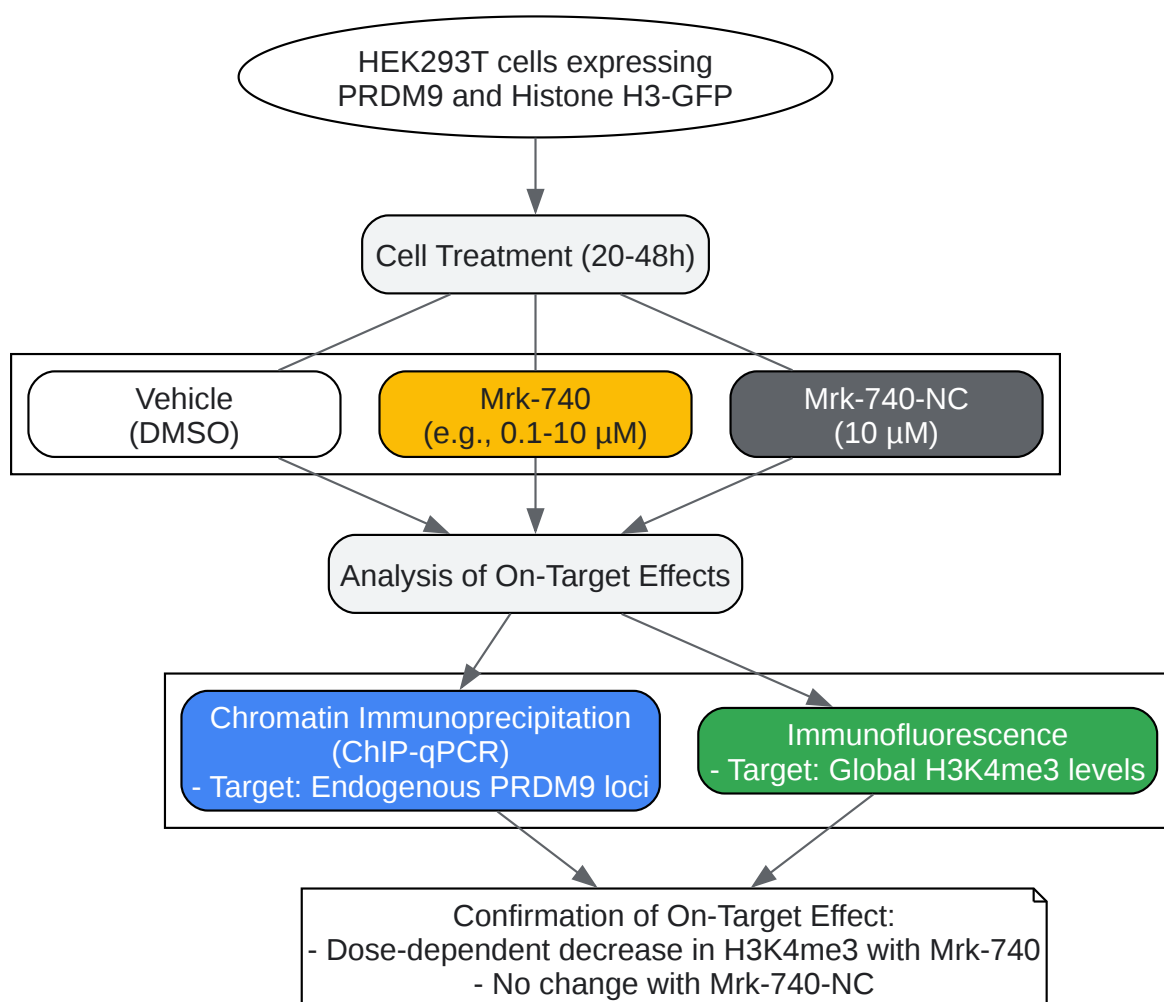 HEK293T cells expressing
PRDM9 and Histone H3-GFP
Cell Treatment (20-48h)
Vehicle
(DMSO)
Mrk-740
(e.g., 0.1-10 µM)
Mrk-740-NC
(10 µM)
Analysis of On-Target Effects
Chromatin Immunoprecipitation
(ChIP-qPCR)
- Target: Endogenous PRDM9 loci
Immunofluorescence
- Target: Global H3K4me3 levels
Confirmation of On-Target Effect:
- Dose-dependent decrease in H3K4me3 with Mrk-740
- No change with Mrk-740-NC